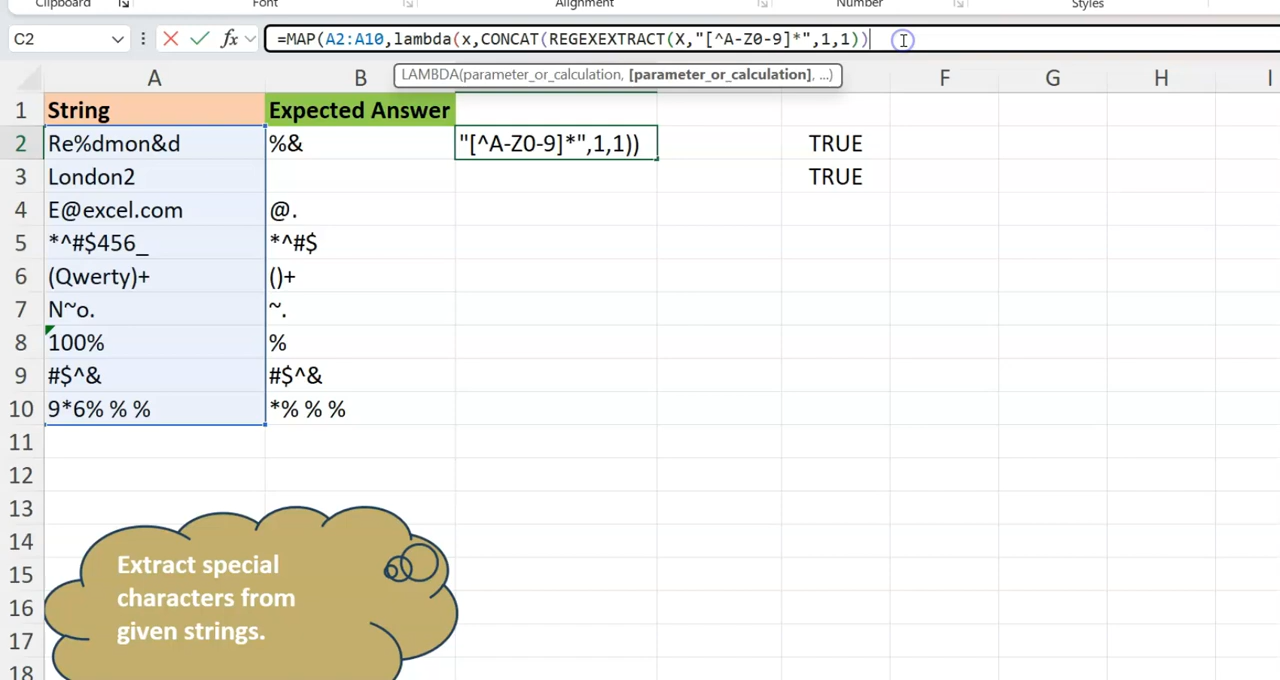 Clipboard Font Alignment Number Styles
C2 fx =MAP(A2:A10,lambda(x,CONCAT(REGEXEXTRACT(X,"[^A-Z0-9]*",1,1))
LAMBDA(parameter_or_calculation, [parameter_or_calculation], ...)
A B F G H I
1 String Expected Answer
2 Re%dmon&d %& "[^A-Z0-9]*",1,1)) TRUE
3 London2 TRUE
4 E@excel.com @.
5 *^#$456_ *^#$
6 (Qwerty)+ ()+
7 N~o. ~.
8 100% %
9 #$^& #$^&
10 9*6% % % *% % %
11
12
13
14
15
16
17
18
Extract special
characters from
given strings.